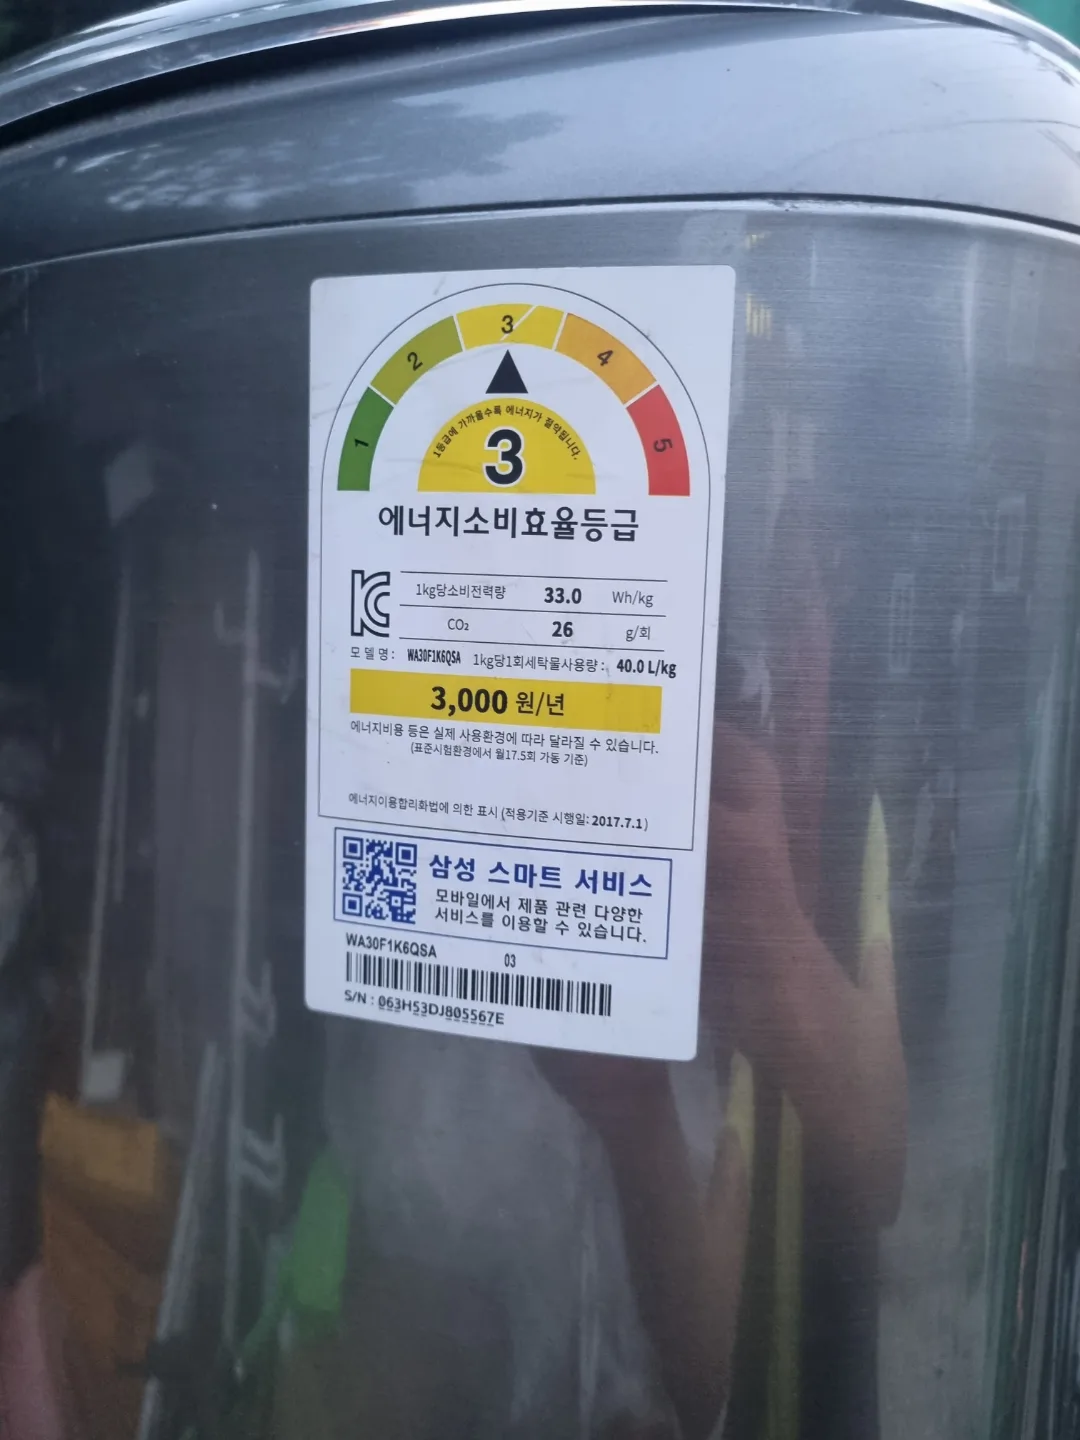 1
2
3
4
5
1등급에 가까울수록 에너지가 절약됩니다.
3
에너지소비효율등급
1kg당소비전력량 33.0 Wh/kg
CO₂ 26 g/회
모델명: WA30F1K6QSA 1kg당1회세탁물사용량: 40.0 L/kg
3,000 원/년
에너지비용 등은 실제 사용환경에 따라 달라질 수 있습니다.
(표준시험환경에서 월17.5회 가동 기준)
에너지이용합리화법에 의한 표시 (적용기준 시행일: 2017.7.1)
삼성 스마트 서비스
모바일에서 제품 관련 다양한
서비스를 이용할 수 있습니다.
WA30F1K6QSA 03
S/N : 063H53DJ805567E